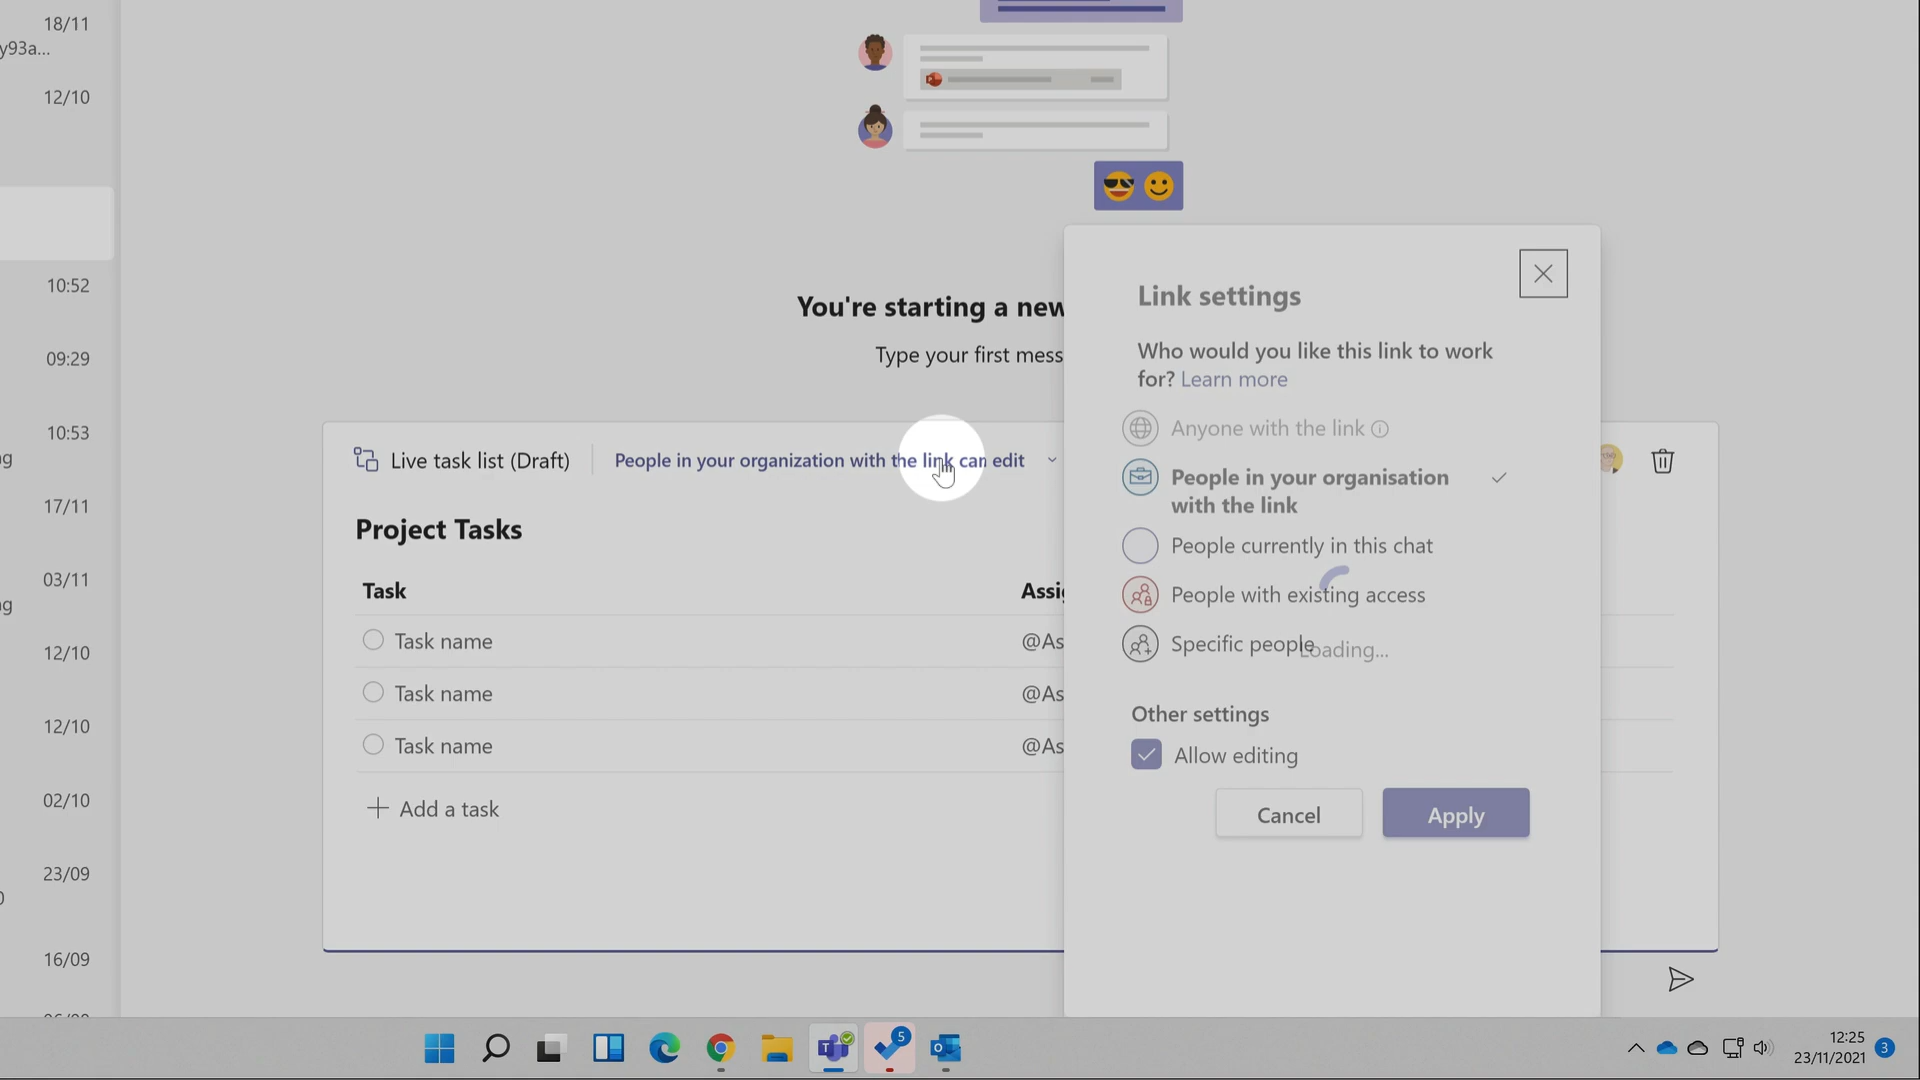 18/11
y93a...
12/10
10:52
09:29
10:53
ng
17/11
03/11
ng
12/10
12/10
02/10
23/09
16/09
You're starting a new
Type your first mess
Live task list (Draft)
People in your organization with the link can edit
Project Tasks
Task
Assi
Task name
@As
Task name
@As
Task name
@As
Add a task
Link settings
Who would you like this link to work
for? Learn more
Anyone with the link
People in your organisation
with the link
People currently in this chat
People with existing access
Specific people
Loading...
Other settings
Allow editing
Cancel
Apply
5
12:25
23/11/2021
3